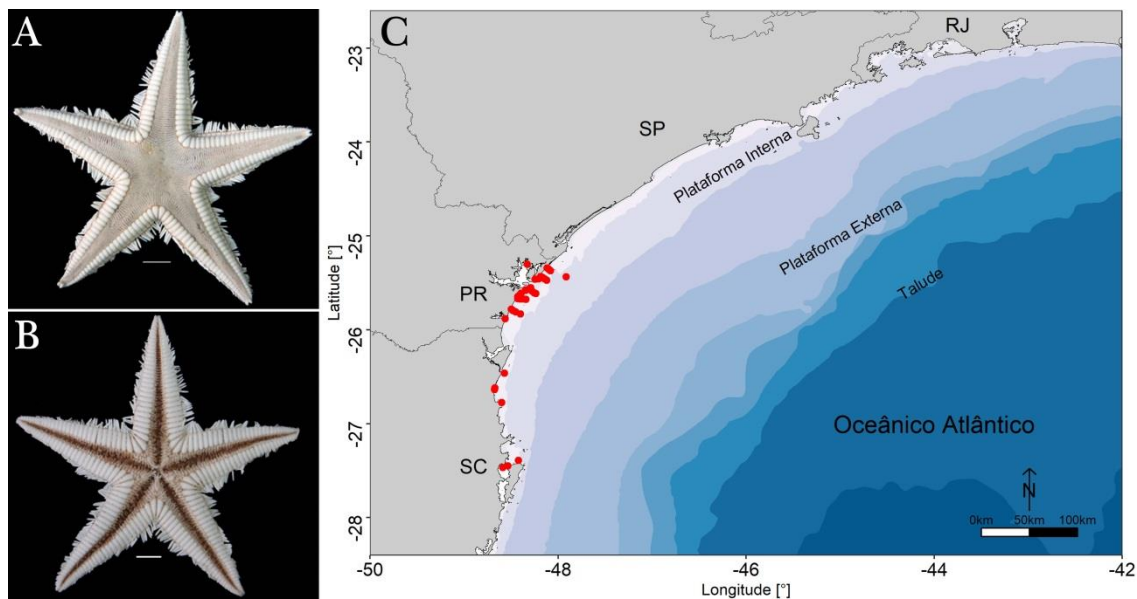 A
B
C
RJ
SP
PR
SC
Plataforma Interna
Plataforma Externa
Talude
Oceânico Atlântico
N
0km 50km 100km
-23
-24
-25
-26
-27
-28
Latitude [°]
-50 -48 -46 -44 -42
Longitude [°]